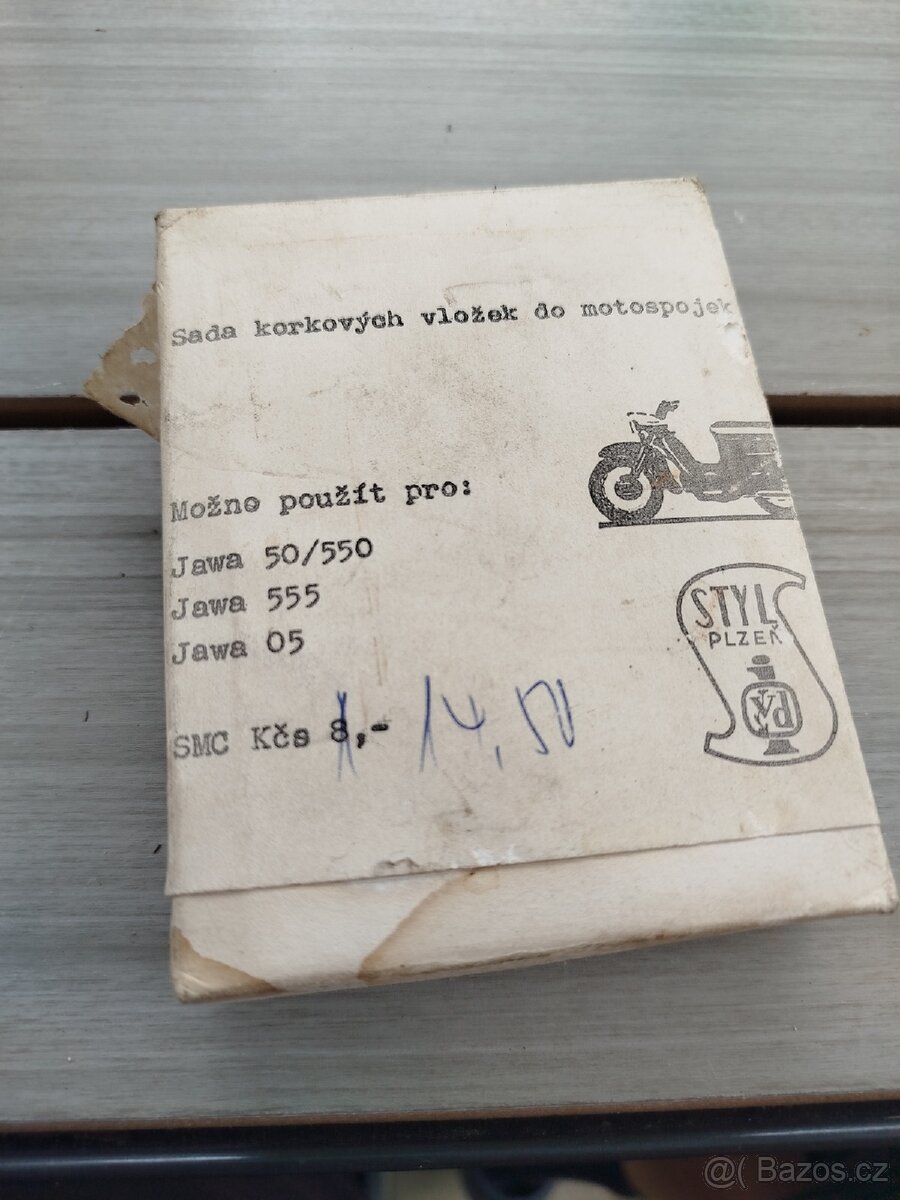 Sada korkových vložek do motospojek
Možno použít pro:
Jawa 50/550
Jawa 555
Jawa 05
STYL
PLZEŇ
SMC Kčs 8,- 14,50
@( Bazos.cz